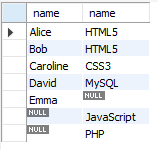 name name
Alice HTML5
Bob HTML5
Caroline CSS3
David MySQL
Emma NULL
NULL JavaScript
NULL PHP